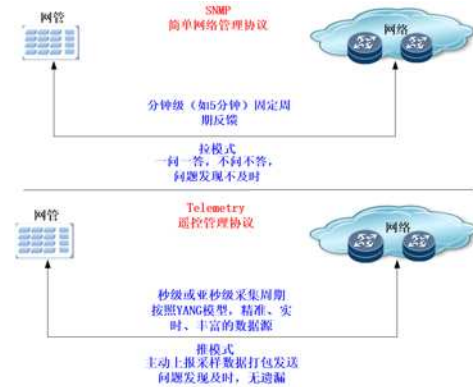 网管
SNMP
简单网络管理协议
网络
分钟级（如5分钟）固定周
期反馈
拉模式
一问一答，不问不答，
问题发现不及时
网管
Telemetry
遥控管理协议
网络
秒级或亚秒级采集周期
按照YANG模型，精准、实
时、丰富的数据源
推模式
主动上报采样数据打包发送
问题发现及时，无遗漏